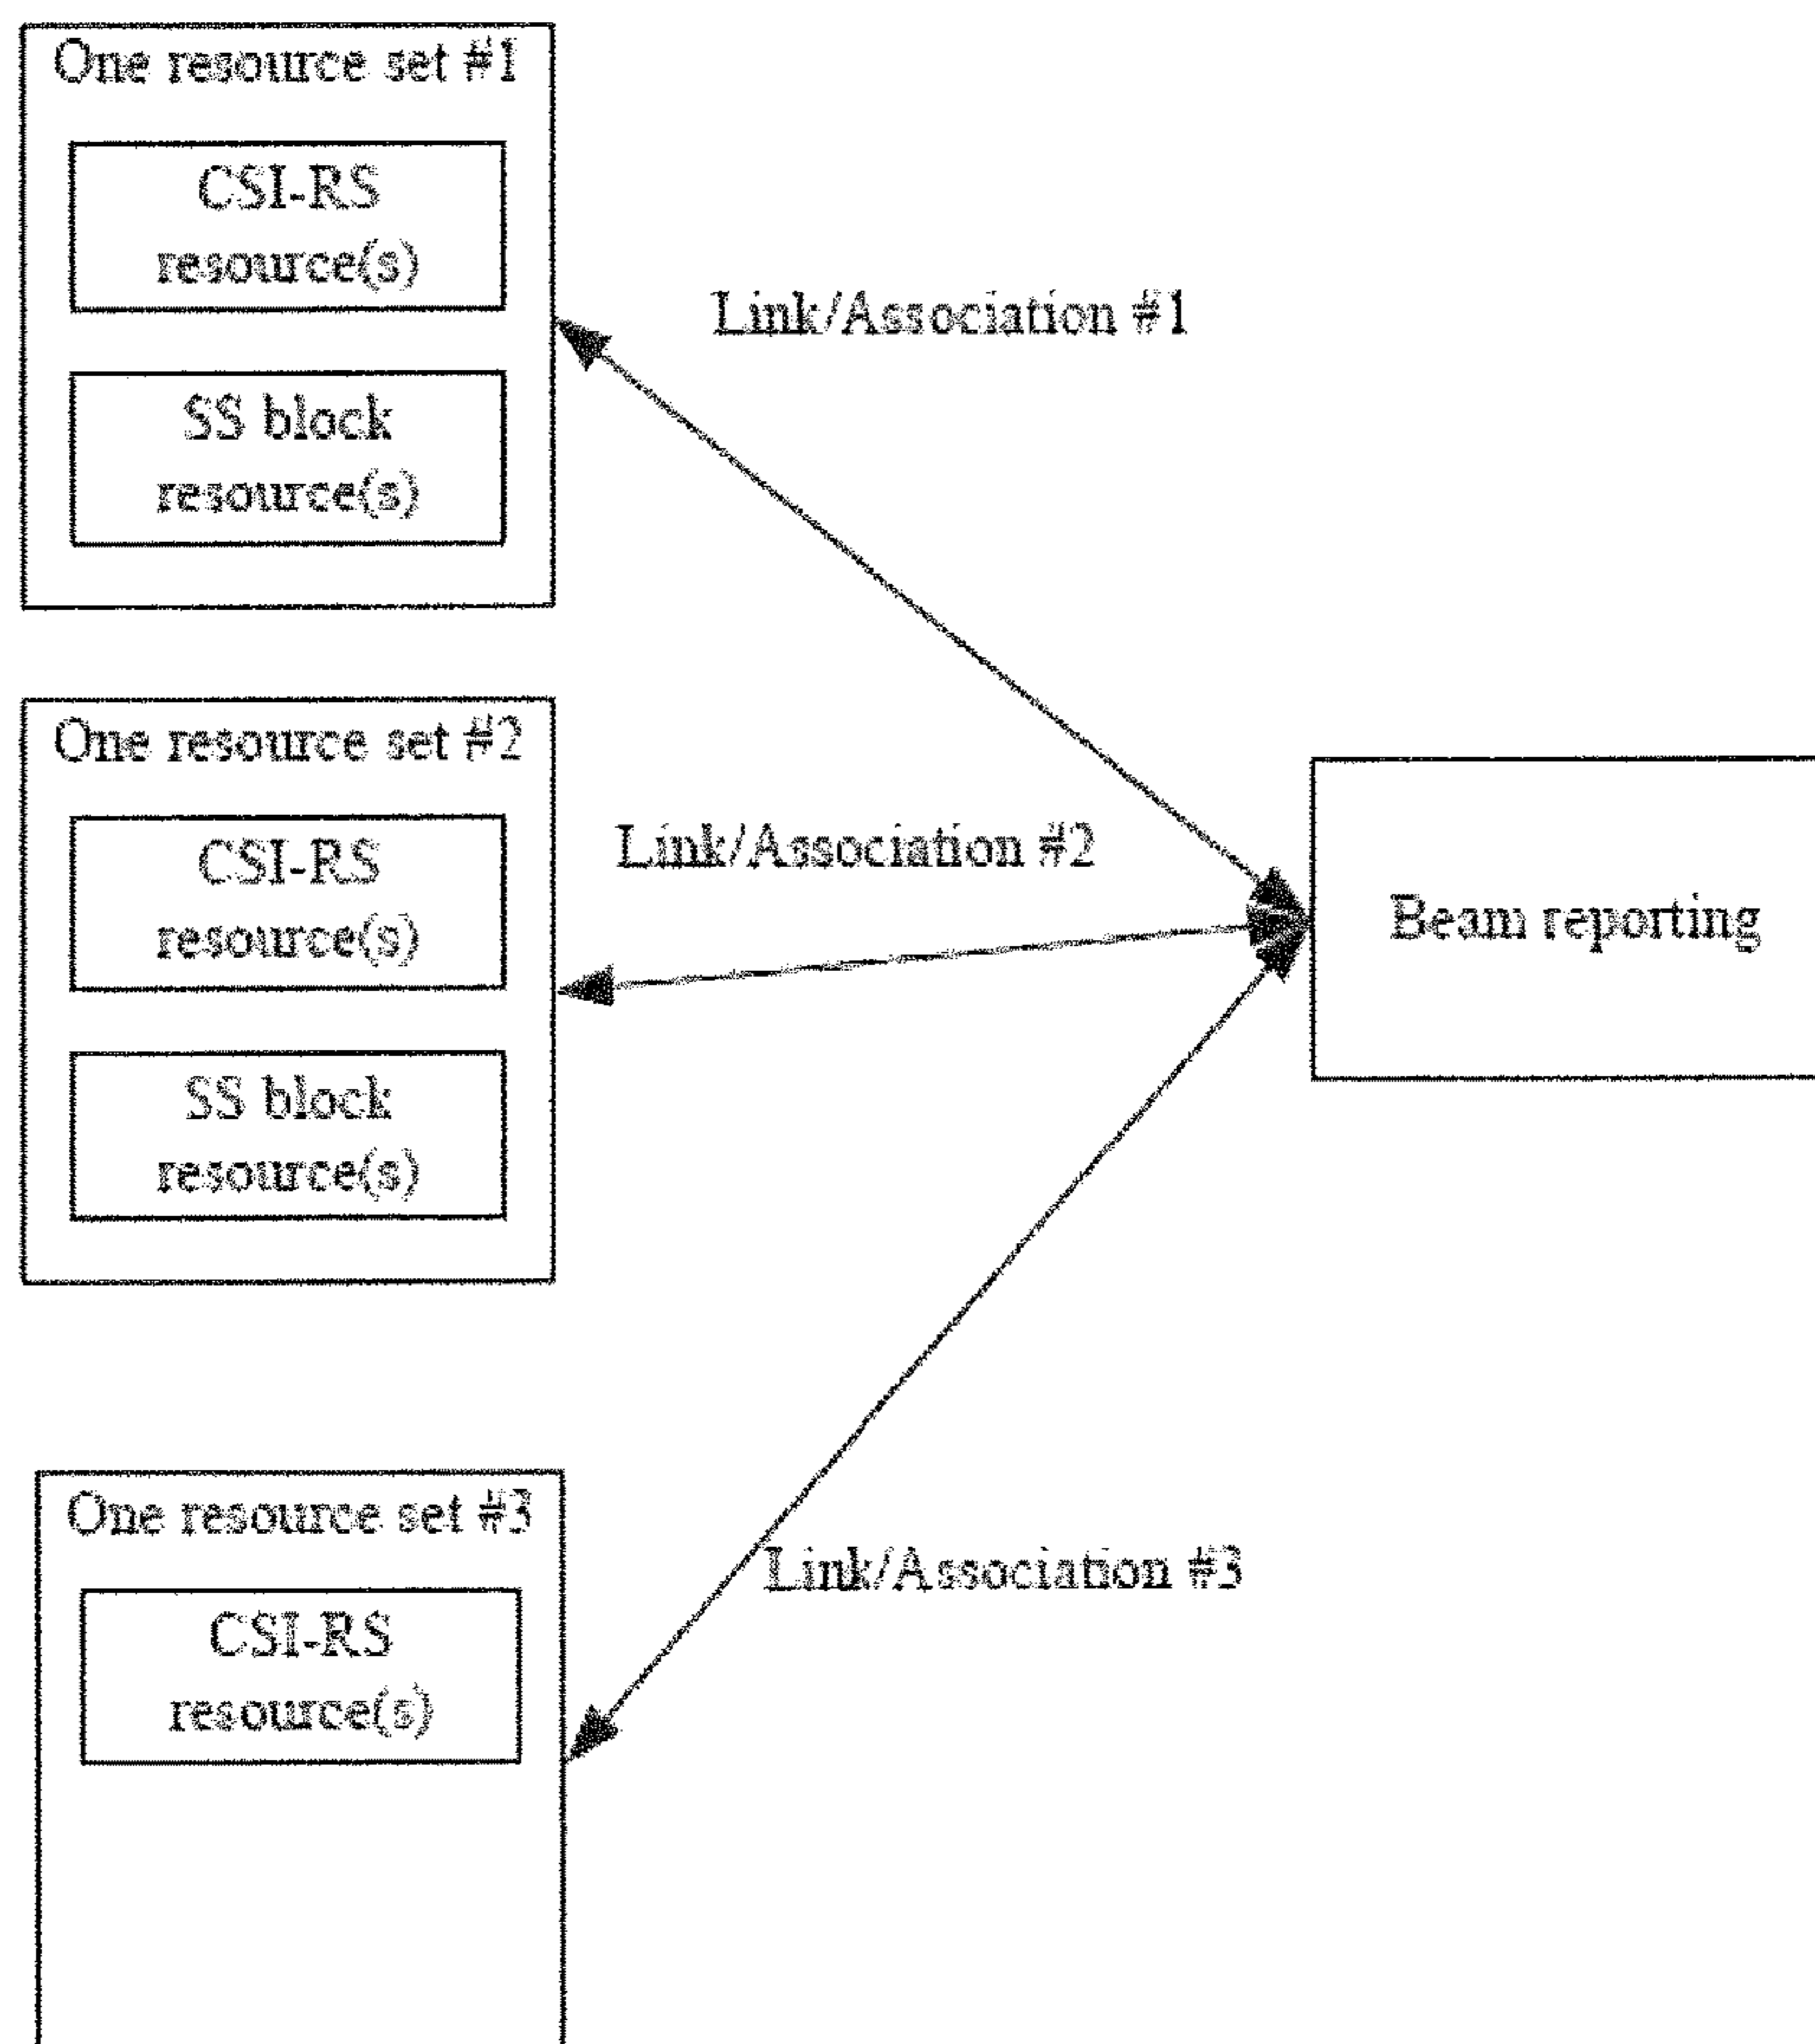 One resource set #1
CSI-RS
resource(s)
SS block
resource(s)
Link/Association #1
One resource set #2
CSI-RS
resource(s)
SS block
resource(s)
Link/Association #2
Beam reporting
One resource set #3
CSI-RS
resource(s)
Link/Association #3